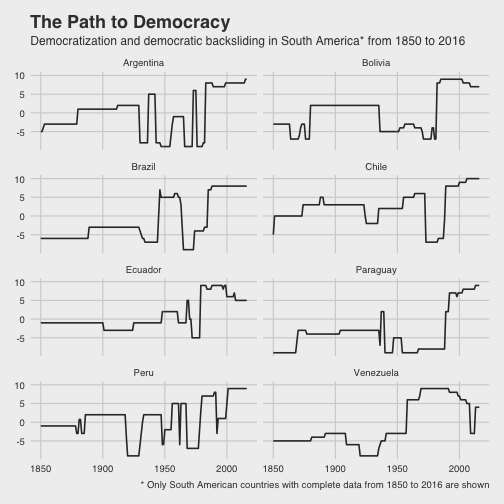 The Path to Democracy
Democratization and democratic backsliding in South America* from 1850 to 2016
Argentina
Bolivia
10
5
0
-5
Brazil
Chile
10
5
0
-5
Ecuador
Paraguay
10
5
0
-5
Peru
Venezuela
10
5
0
-5
1850 1900 1950 2000 1850 1900 1950 2000
* Only South American countries with complete data from 1850 to 2016 are shown